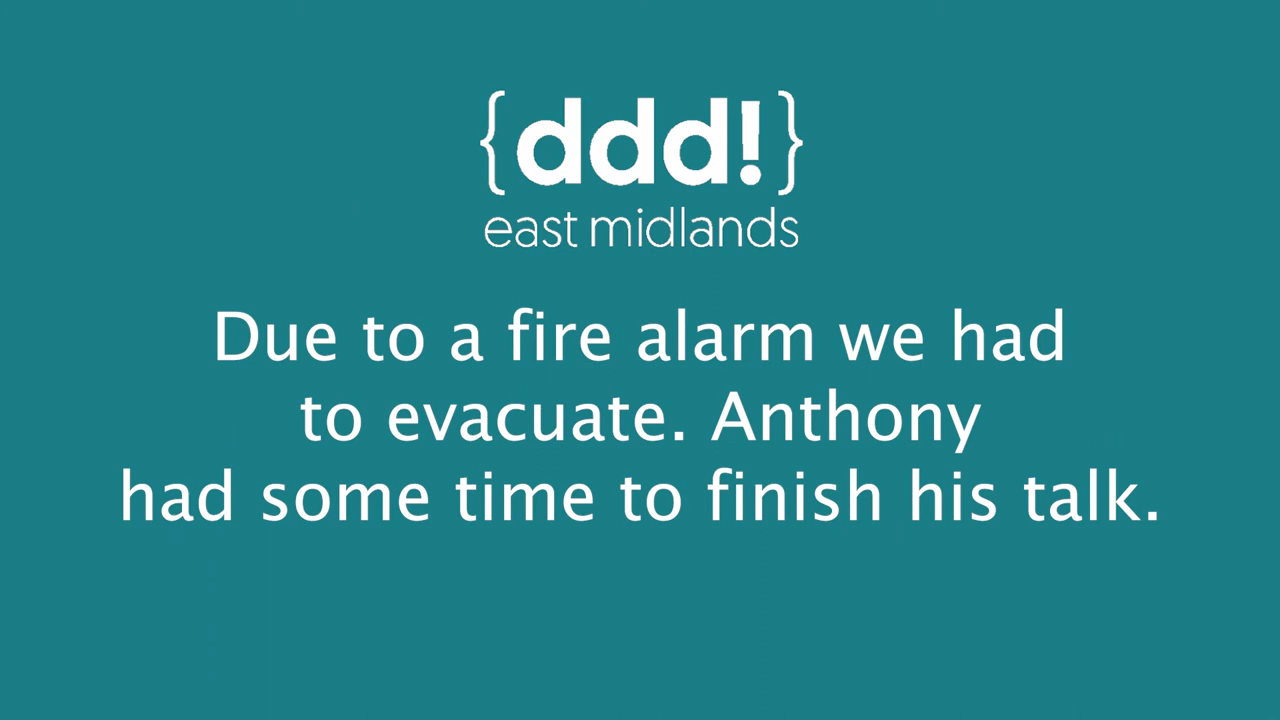 {ddd!}
east midlands
Due to a fire alarm we had
to evacuate. Anthony
had some time to finish his talk.